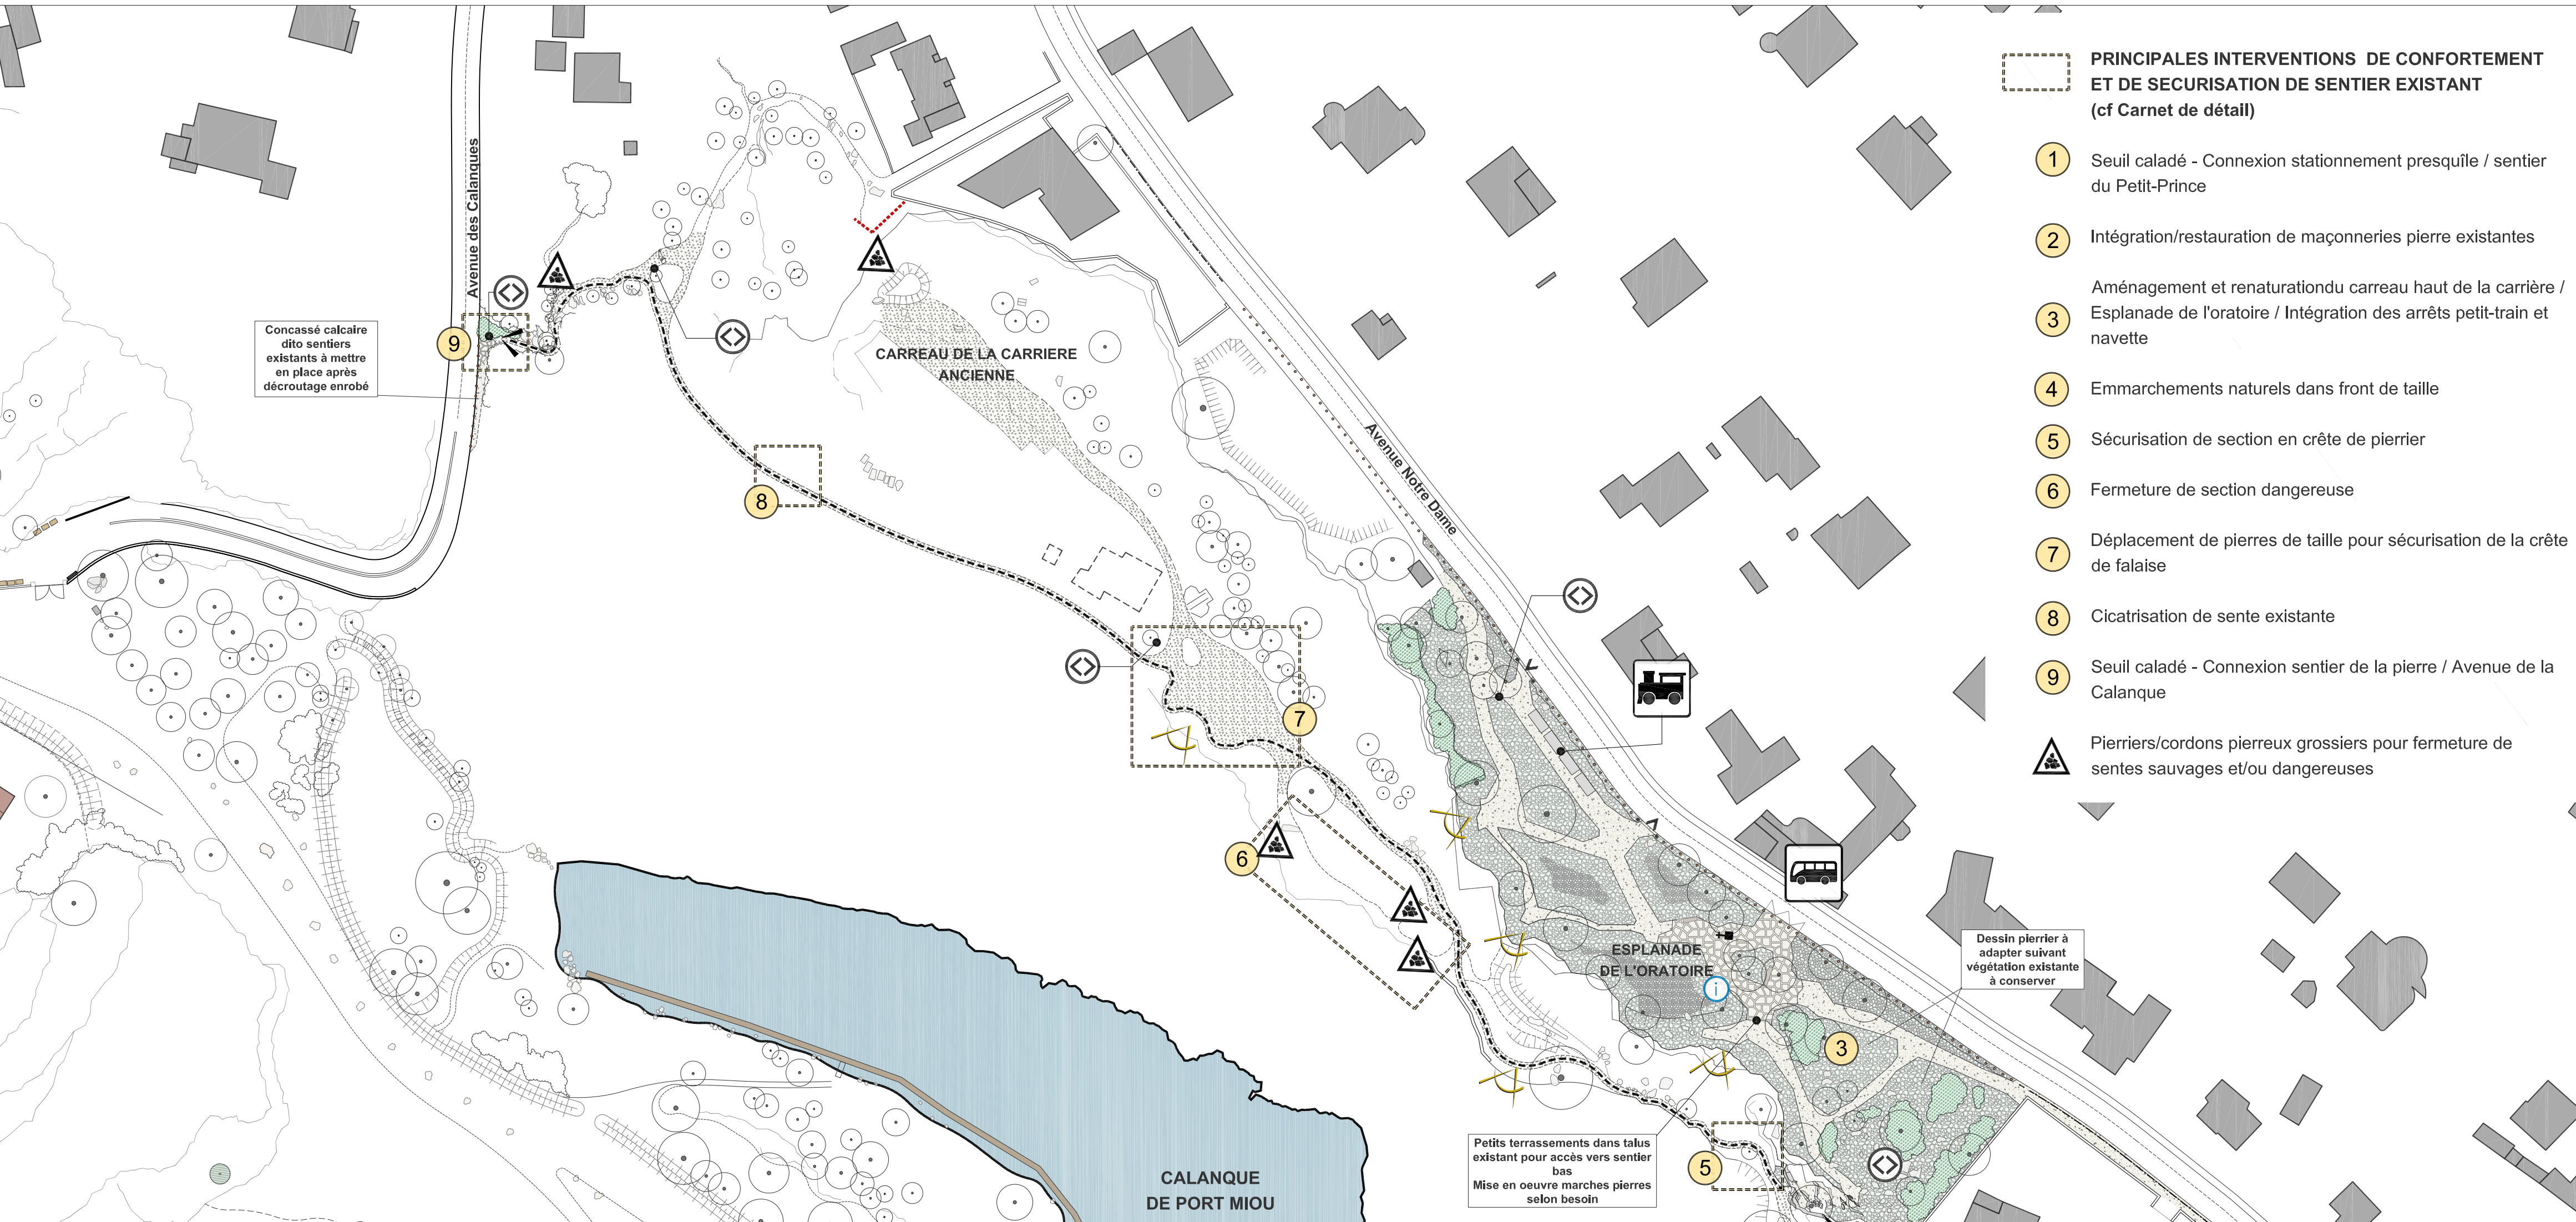 PRINCIPALES INTERVENTIONS DE CONFORTEMENT
ET DE SECURISATION DE SENTIER EXISTANT
(cf Carnet de détail)
1
Seuil caladé - Connexion stationnement presquîle / sentier
du Petit-Prince
2
Intégration/restauration de maçonneries pierre existantes
3
Aménagement et renaturationdu carreau haut de la carrière /
Esplanade de l'oratoire / Intégration des arrêts petit-train et
navette
4
Emmarchements naturels dans front de taille
5
Sécurisation de section en crête de pierrier
6
Fermeture de section dangereuse
7
Déplacement de pierres de taille pour sécurisation de la crête
de falaise
8
Cicatrisation de sente existante
9
Seuil caladé - Connexion sentier de la pierre / Avenue de la
Calanque
Pierriers/cordons pierreux grossiers pour fermeture de
sentes sauvages et/ou dangereuses
Avenue des Calanques
Concassé calcaire
dito sentiers
existants à mettre
en place après
décroutage enrobé
9
CARREAU DE LA CARRIERE
ANCIENNE
Avenue Notre Dame
8
7
6
ESPLANADE
DE L'ORATOIRE
i
Dessin pierrier à
adapter suivant
végétation existante
à conserver
3
Petits terrassements dans talus
existant pour accès vers sentier
bas
Mise en oeuvre marches pierres
selon besoin
5
CALANQUE
DE PORT MIOU